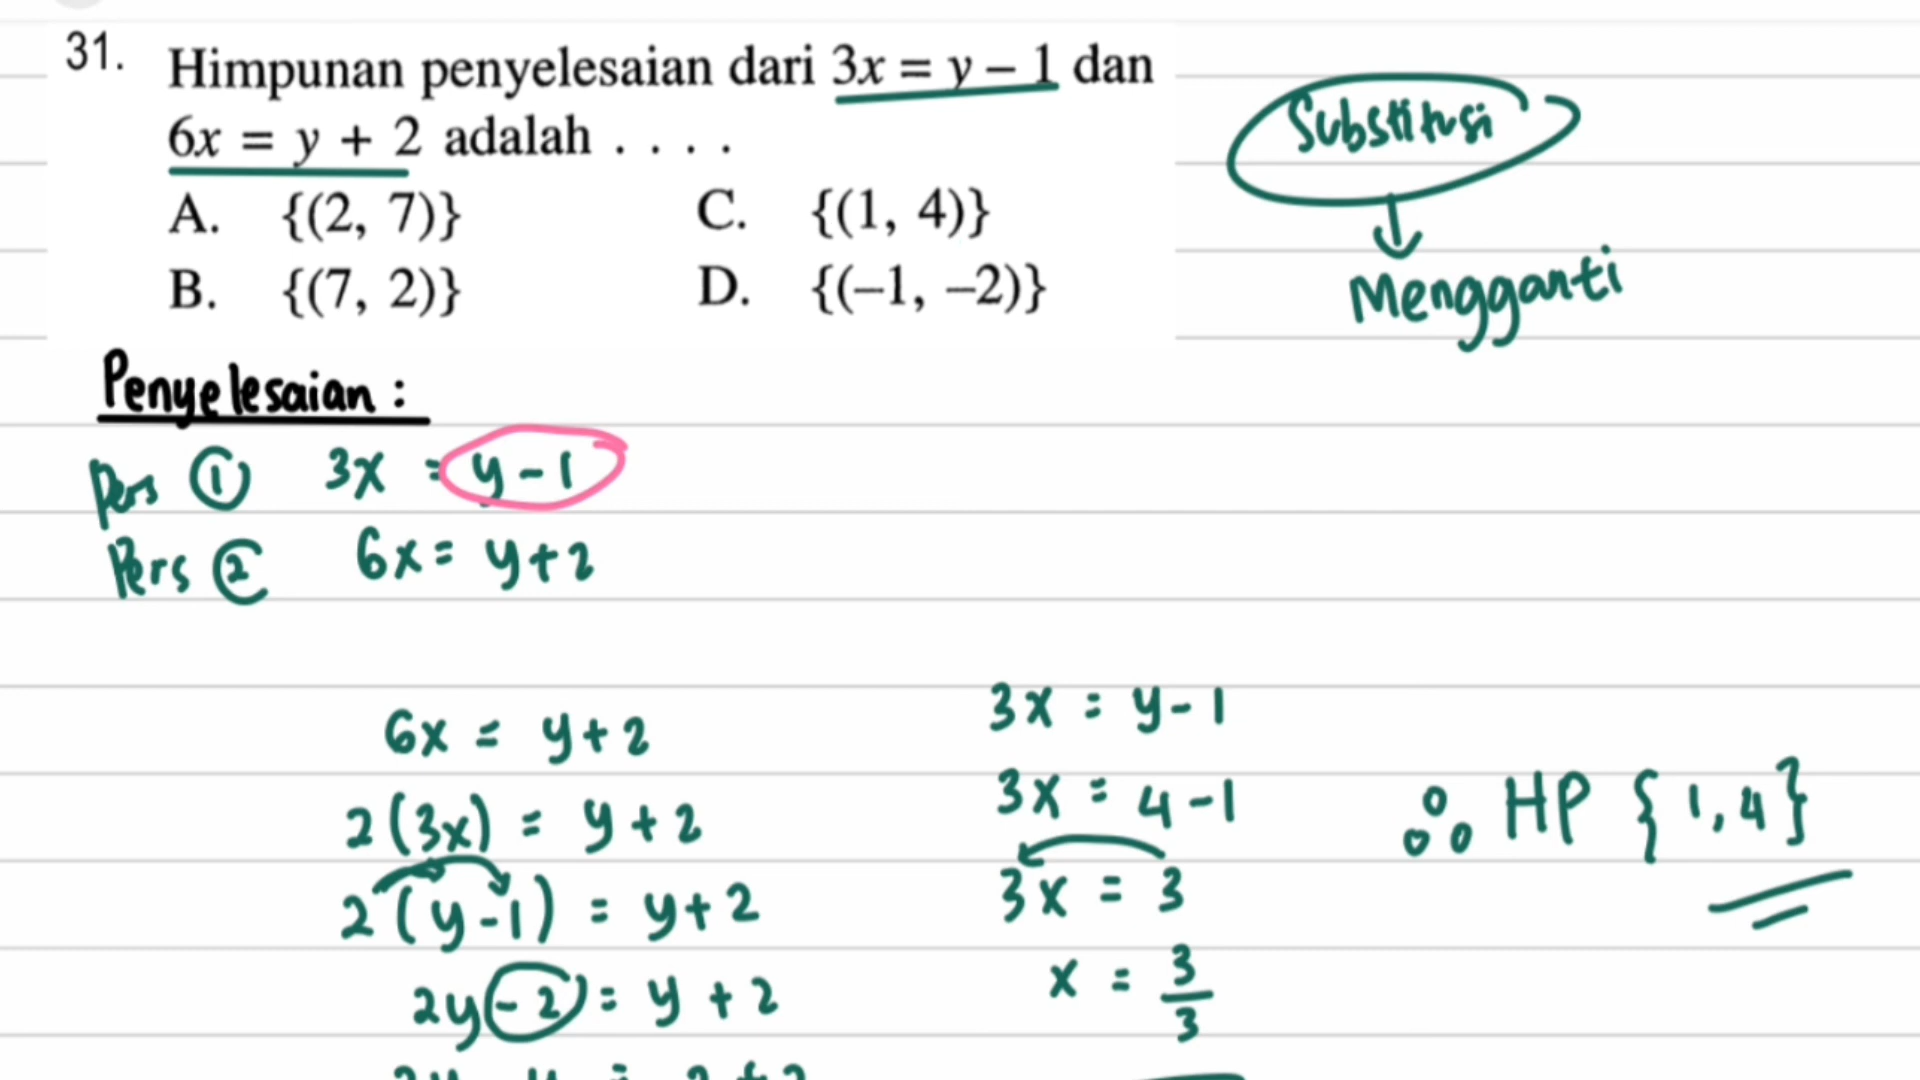 31. Himpunan penyelesaian dari 3x = y – 1 dan
6x = y + 2 adalah . . . .
A. {(2, 7)}
B. {(7, 2)}
C. {(1, 4)}
D. {(–1, –2)}
Substitusi
Mengganti
Penyelesaian :
Pers ① 3x = y - 1
Pers ② 6x = y + 2
6x = y + 2
2 (3x) = y + 2
2 (y - 1) = y + 2
2y - 2 = y + 2
3x = y - 1
3x = 4 - 1
3x = 3
x = 3/3
HP { 1, 4 }